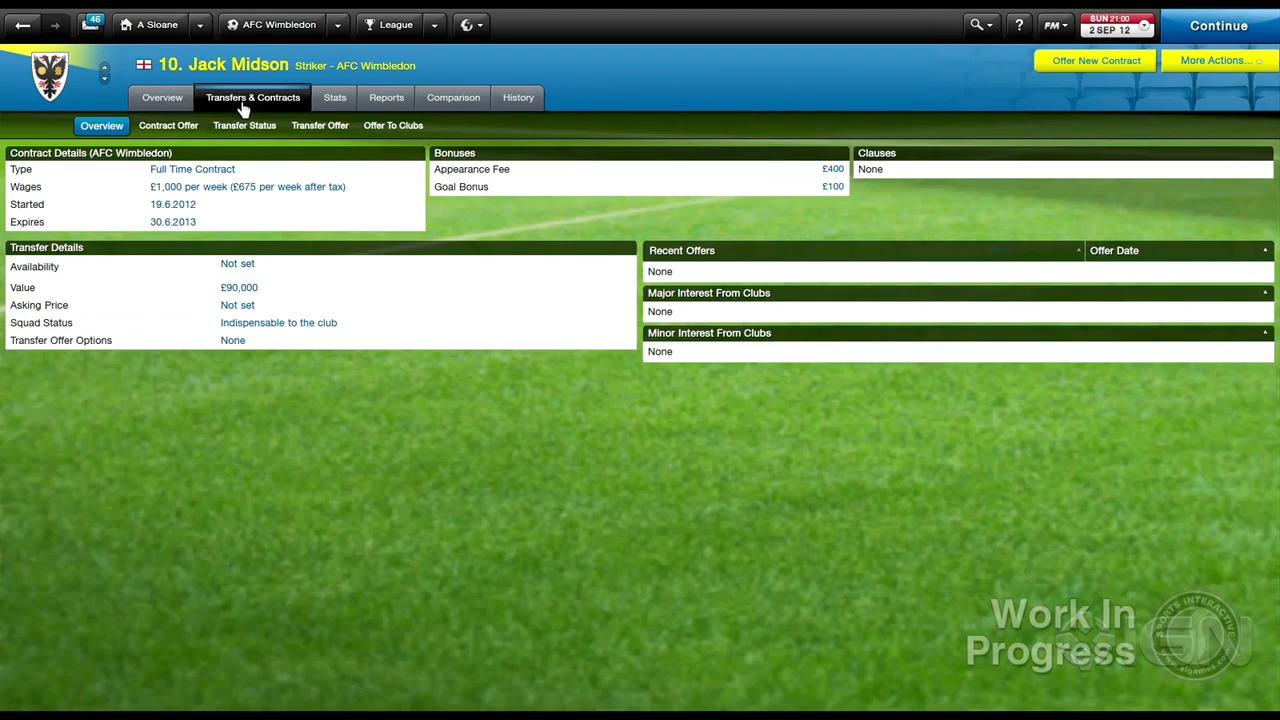 46 A Sloane AFC Wimbledon League ? FM SUN 21:00 2 SEP 12 Continue
10. Jack Midson Striker - AFC Wimbledon Offer New Contract More Actions...
Overview Transfers & Contracts Stats Reports Comparison History
Overview Contract Offer Transfer Status Transfer Offer Offer To Clubs
Contract Details (AFC Wimbledon)
Type Full Time Contract
Wages £1,000 per week (£675 per week after tax)
Started 19.6.2012
Expires 30.6.2013
Bonuses
Appearance Fee £400
Goal Bonus £100
Clauses
None
Transfer Details
Availability Not set
Value £90,000
Asking Price Not set
Squad Status Indispensable to the club
Transfer Offer Options None
Recent Offers Offer Date
None
Major Interest From Clubs
None
Minor Interest From Clubs
None
Work In
Progress
SPORTS INTERACTIVE